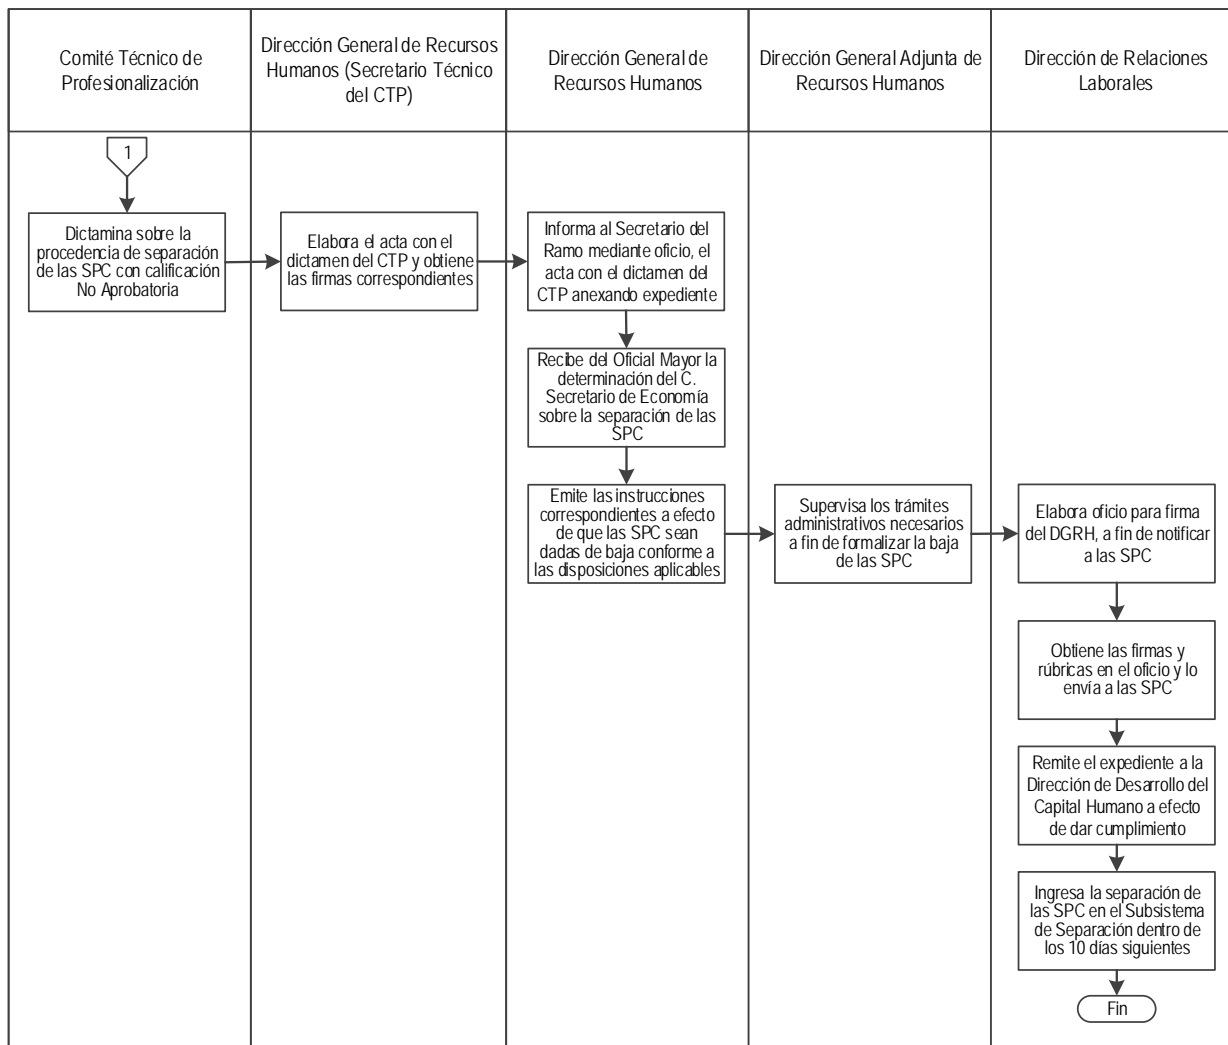 Comité Técnico de
Profesionalización
Dirección General de Recursos
Humanos (Secretario Técnico
del CTP)
Dirección General de
Recursos Humanos
Dirección General Adjunta de
Recursos Humanos
Dirección de Relaciones
Laborales
1
Dictamina sobre la
procedencia de separación
de las SPC con calificación
No Aprobatoria
Elabora el acta con el
dictamen del CTP y obtiene
las firmas correspondientes
Informa al Secretario del
Ramo mediante oficio, el
acta con el dictamen del
CTP anexando expediente
Recibe del Oficial Mayor la
determinación del C.
Secretario de Economía
sobre la separación de las
SPC
Emite las instrucciones
correspondientes a efecto
de que las SPC sean
dadas de baja conforme a
las disposiciones aplicables
Supervisa los trámites
administrativos necesarios
a fin de formalizar la baja
de las SPC
Elabora oficio para firma
del DGRH, a fin de notificar
a las SPC
Obtiene las firmas y
rúbricas en el oficio y lo
envía a las SPC
Remite el expediente a la
Dirección de Desarrollo del
Capital Humano a efecto
de dar cumplimiento
Ingresa la separación de
las SPC en el Subsistema
de Separación dentro de
los 10 días siguientes
Fin